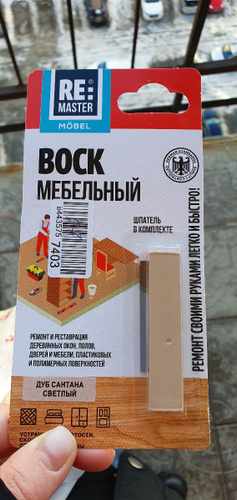 RE:
MASTER
MÖBEL
ВОСК
МЕБЕЛЬНЫЙ
ШПАТЕЛЬ
В КОМПЛЕКТЕ
РЕМОНТ СВОИМИ РУКАМИ ЛЕГКО И БЫСТРО!
7403
РЕМОНТ И РЕСТАВРАЦИЯ
ДЕРЕВЯННЫХ ОКОН, ПОЛОВ,
ДВЕРЕЙ И МЕБЕЛИ, ПЛАСТИКОВЫХ
И ПОЛИМЕРНЫХ ПОВЕРХНОСТЕЙ
ДУБ САНТАНА
СВЕТЛЫЙ